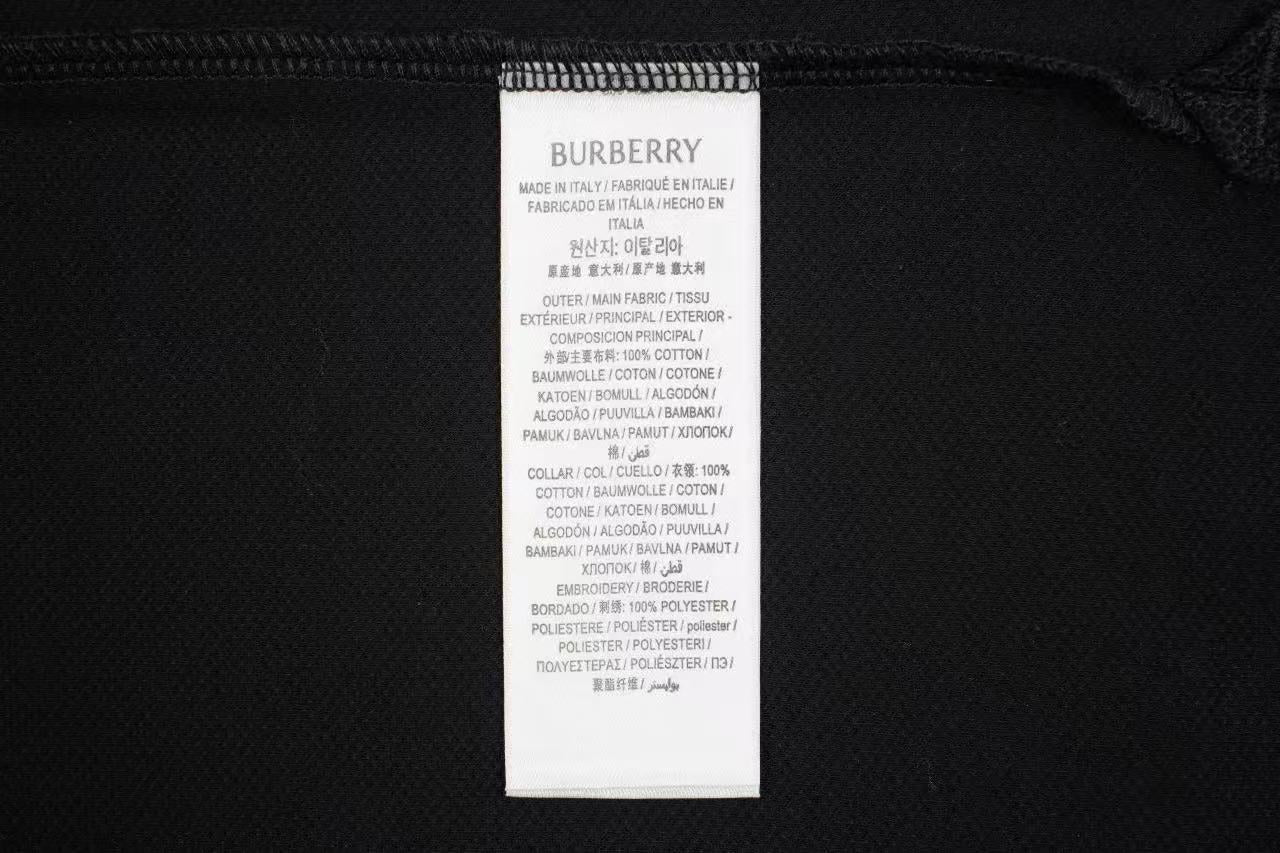 BURBERRY
MADE IN ITALY / FABRIQUÉ EN ITALIE /
FABRICADO EM ITÁLIA / HECHO EN
ITALIA
원산지: 이탈리아
原産地 意大利 / 原产地 意大利
OUTER / MAIN FABRIC / TISSU
EXTÉRIEUR / PRINCIPAL / EXTERIOR -
COMPOSICION PRINCIPAL /
外部/主要布料: 100% COTTON /
BAUMWOLLE / COTON / COTONE /
KATOEN / BOMULL / ALGODÓN /
ALGODÃO / PUUVILLA / BAMBAKI /
PAMUK / BAVLNA / PAMUT / ХЛОПОК /
棉 / قطن
COLLAR / COL / CUELLO / 衣领: 100%
COTTON / BAUMWOLLE / COTON /
COTONE / KATOEN / BOMULL /
ALGODÓN / ALGODÃO / PUUVILLA /
BAMBAKI / PAMUK / BAVLNA / PAMUT /
ХЛОПОК / 棉 / قطن
EMBROIDERY / BRODERIE /
BORDADO / 刺绣: 100% POLYESTER /
POLIESTERE / POLIÉSTER / poliester /
POLIESTER / POLYESTERI /
ΠΟΛΥΕΣΤΕΡΑΣ / POLIÉSZTER / ПЭ /
聚酯纤维 / بوليستر